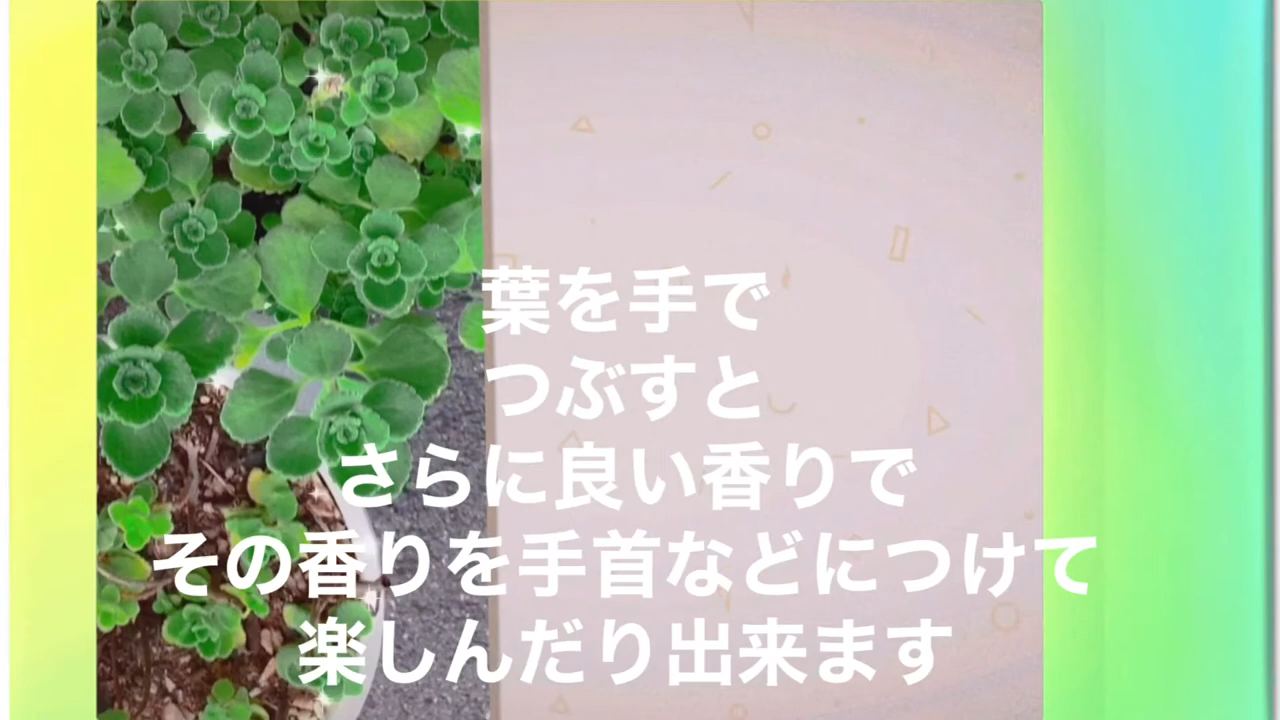 葉を手で
つぶすと
さらに良い香りで
その香りを手首などにつけて
楽しんだり出来ます